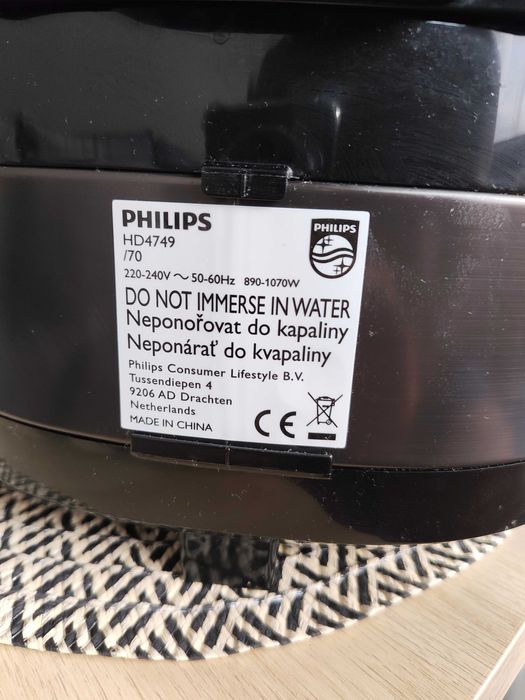 PHILIPS
HD4749
/70
220-240V ~ 50-60Hz 890-1070W
PHILIPS
DO NOT IMMERSE IN WATER
Neponořovat do kapaliny
Neponárať do kvapaliny
Philips Consumer Lifestyle B.V.
Tussendiepen 4
9206 AD Drachten
Netherlands
MADE IN CHINA
CE